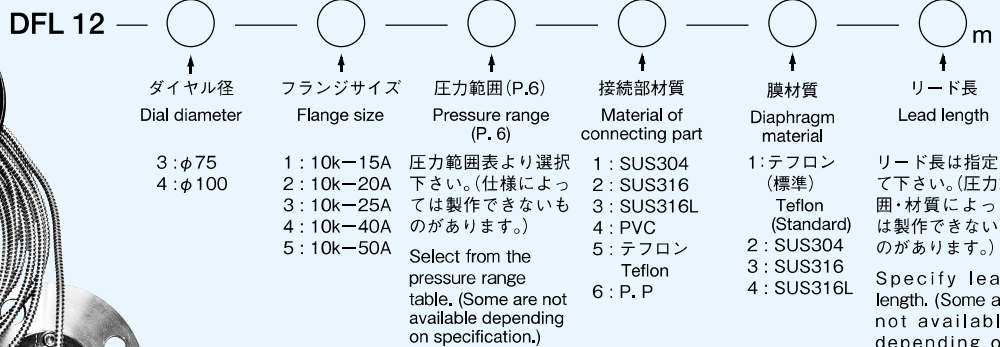 DFL 12 — ○ — ○ — ○ — ○ — ○ — ○ m
ダイヤル径
Dial diameter
3 : φ75
4 : φ100
フランジサイズ
Flange size
1 : 10k−15A
2 : 10k−20A
3 : 10k−25A
4 : 10k−40A
5 : 10k−50A
圧力範囲(P.6)
Pressure range
(P. 6)
圧力範囲表より選択
下さい。(仕様によっ
ては製作できないも
のがあります。)
Select from the
pressure range
table. (Some are not
available depending
on specification.)
接続部材質
Material of
connecting part
1 : SUS304
2 : SUS316
3 : SUS316L
4 : PVC
5 : テフロン
Teflon
6 : P. P
膜材質
Diaphragm
material
1 : テフロン
(標準)
Teflon
(Standard)
2 : SUS304
3 : SUS316
4 : SUS316L
リード長
Lead length
リード長は指定
て下さい。(圧力
囲・材質によっ
は製作できない
のがあります。)
Specify lea
length. (Some a
not availabl
depending o